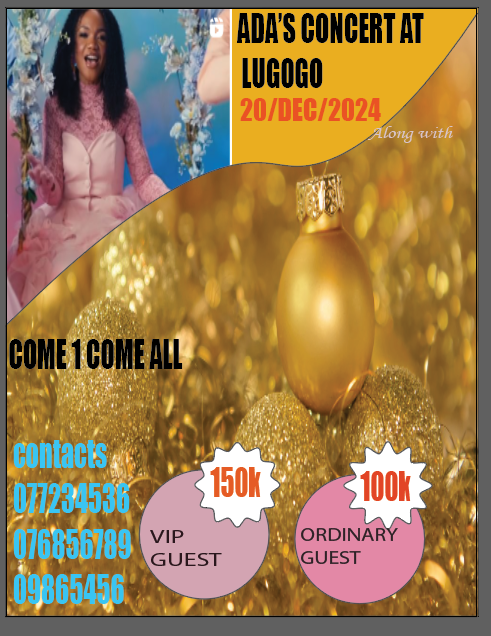 ADA'S CONCERT AT
LUGOGO
20/DEC/2024
Along with
COME 1 COME ALL
contacts
077234536
076856789
09865456
150k
VIP
GUEST
100k
ORDINARY
GUEST